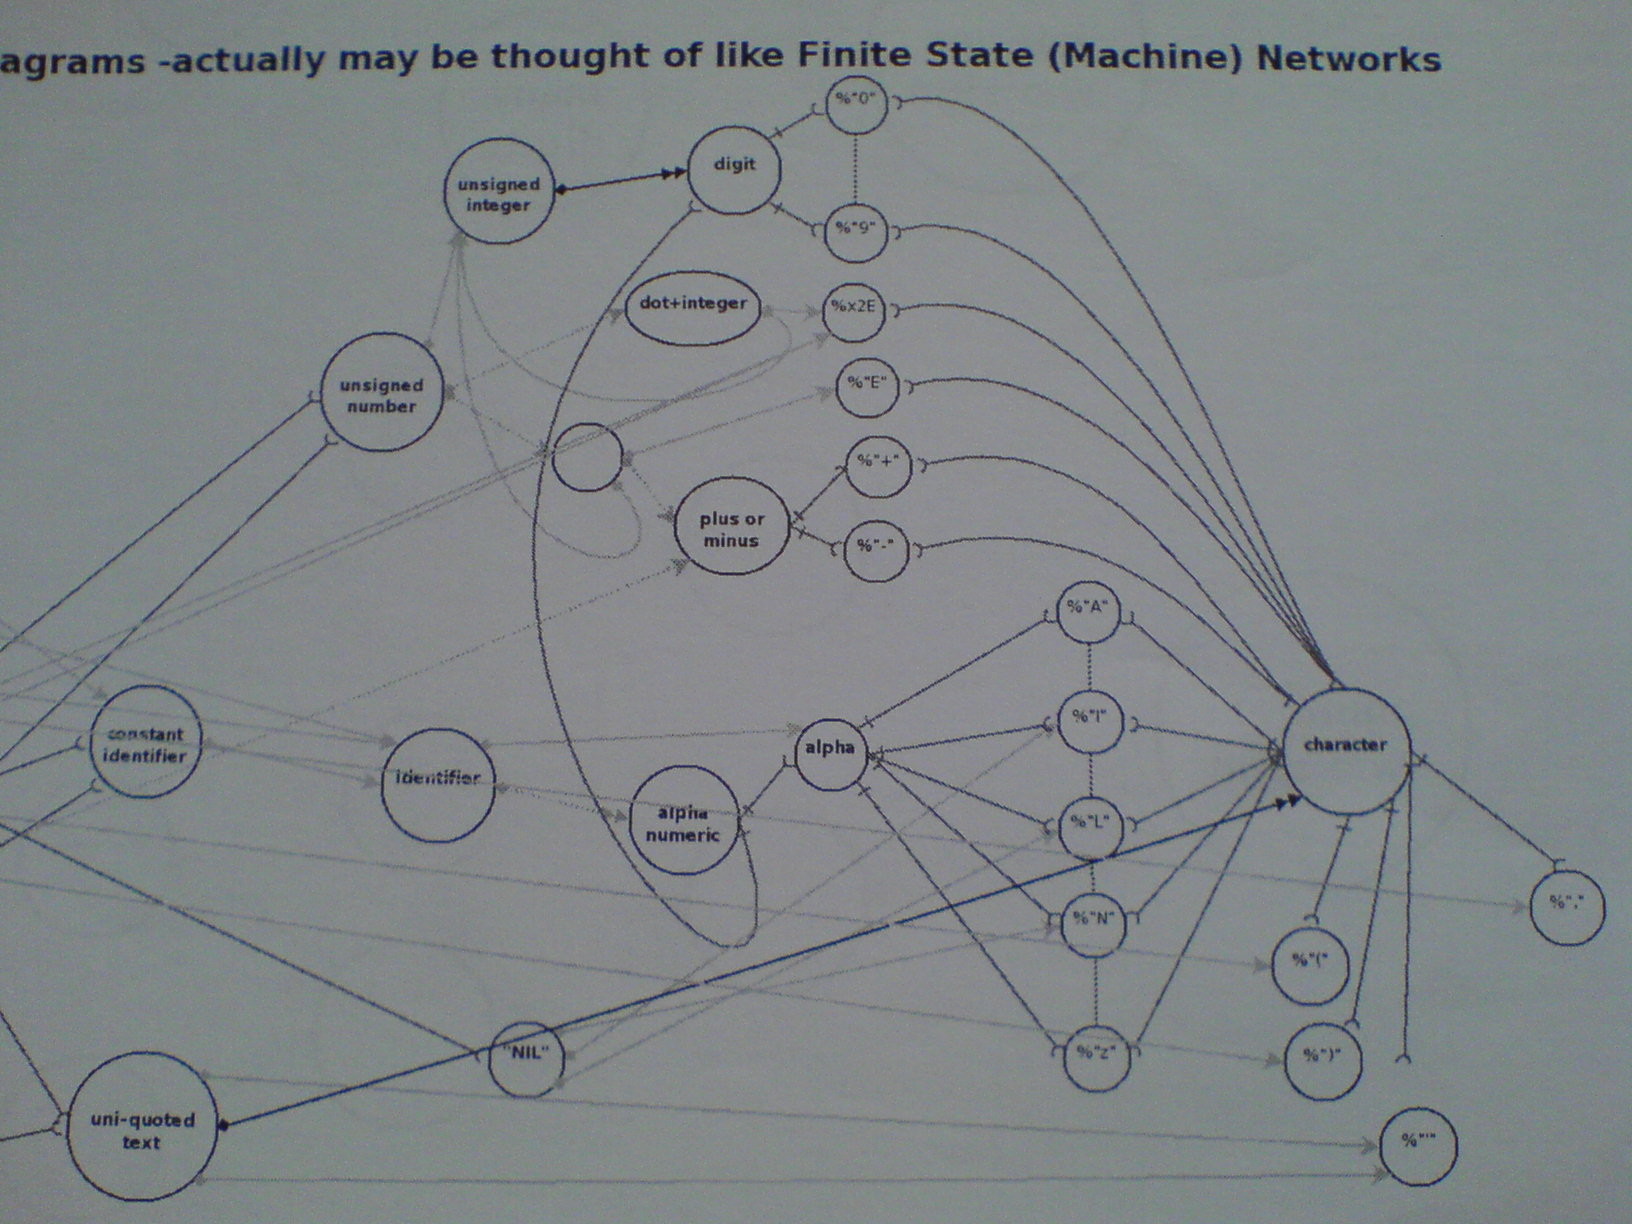 agrams -actually may be thought of like Finite State (Machine) Networks
%"0"
digit
unsigned
integer
%"9"
dot+integer
%x2E
%"E"
unsigned
number
%"+"
plus or
minus
%"-"
%"A"
%"I"
constant
identifier
identifier
alpha
character
alpha
numeric
%"L"
%"N"
%"."
%"("
"NIL"
%"z"
%")"
uni-quoted
text
%"'"